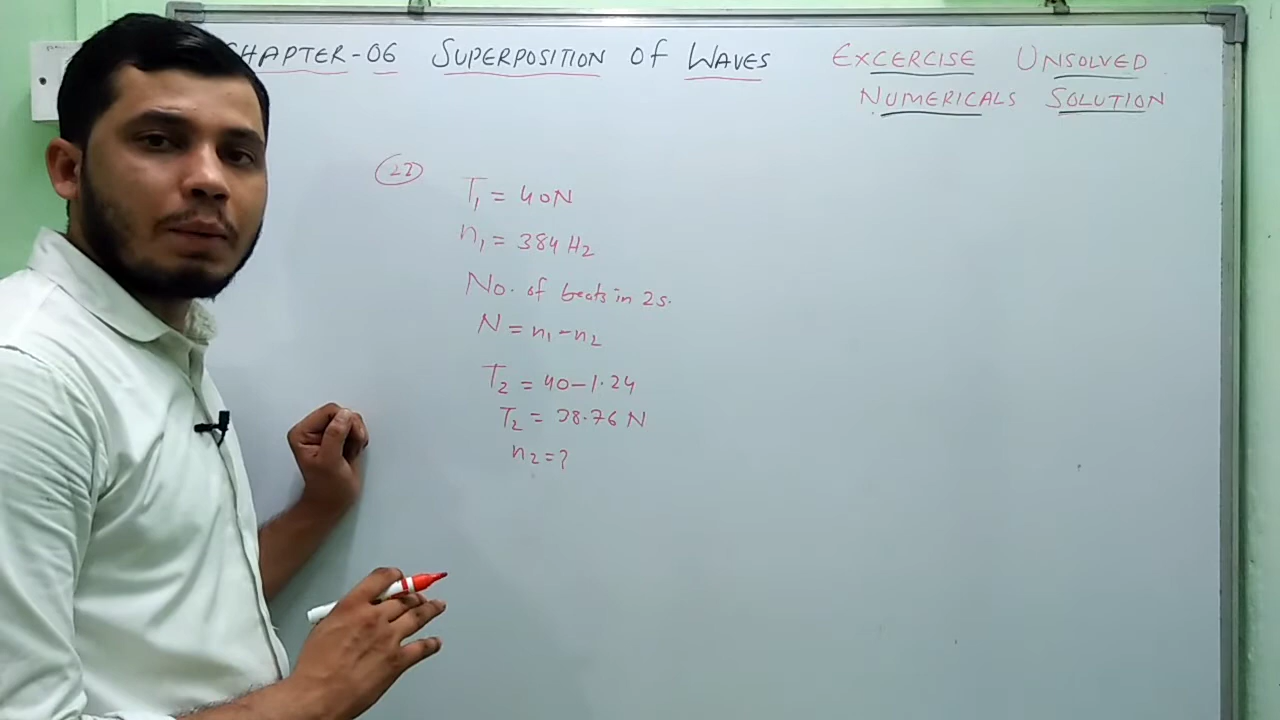 CHAPTER-06 SUPERPOSITION OF WAVES EXCERCISE UNSOLVED
NUMERICALS SOLUTION
T₁ = 40N
n₁ = 384 Hz
No. of beats in 2s.
N = n₁ - n₂
T₂ = 40 - 1.24
T₂ = 38.76 N
n₂ = ?